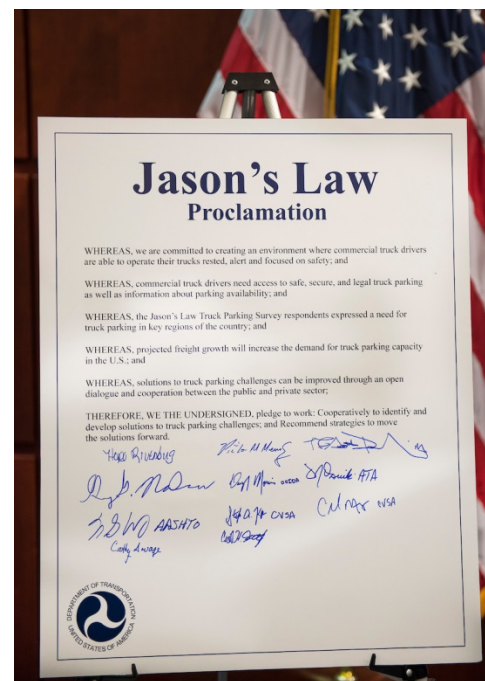 Jason's Law
Proclamation
WHEREAS, we are committed to creating an environment where commercial truck drivers
are able to operate their trucks rested, alert and focused on safety; and
WHEREAS, commercial truck drivers need access to safe, secure, and legal truck parking
as well as information about parking availability; and
WHEREAS, the Jason's Law Truck Parking Survey respondents expressed a need for
truck parking in key regions of the country; and
WHEREAS, projected freight growth will increase the demand for truck parking capacity
in the U.S.; and
WHEREAS, solutions to truck parking challenges can be improved through an open
dialogue and cooperation between the public and private sector;
THEREFORE, WE THE UNDERSIGNED, pledge to work: Cooperatively to identify and
develop solutions to truck parking challenges; and Recommend strategies to move
the solutions forward.
ATA
AASHTO CVSA CVSA
Cathy
DEPARTMENT OF TRANSPORTATION
UNITED STATES OF AMERICA